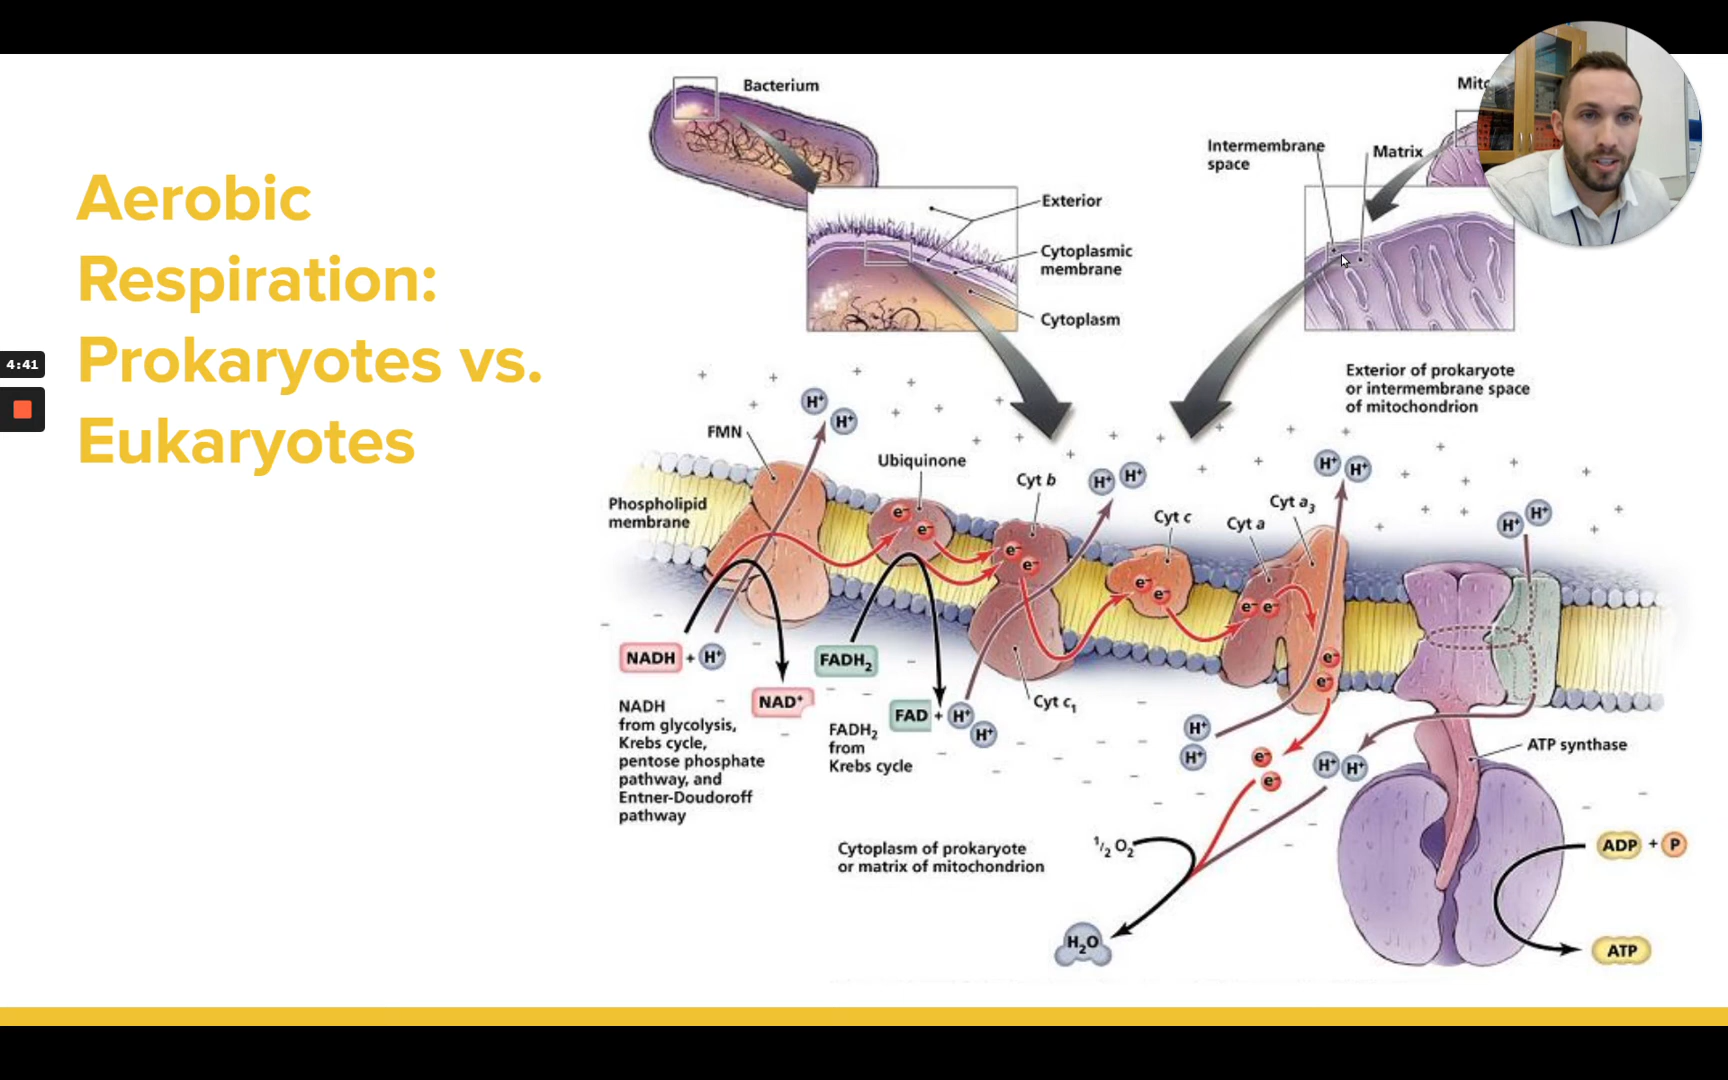 Aerobic
Respiration:
Prokaryotes vs.
Eukaryotes
4:41
Bacterium
Exterior
Cytoplasmic
membrane
Cytoplasm
Intermembrane
space
Matrix
Exterior of prokaryote
or intermembrane space
of mitochondrion
H⁺
H⁺
FMN
Ubiquinone
Cyt b
H⁺ H⁺
Cyt c
Cyt a
Cyt a₃
H⁺ H⁺
H⁺ H⁺
Phospholipid
membrane
e⁻
e⁻
e⁻
e⁻
e⁻
e⁻
e⁻ e⁻
e⁻
e⁻
NADH + H⁺
NAD⁺
FADH₂
FAD + H⁺
H⁺
Cyt c₁
NADH
from glycolysis,
Krebs cycle,
pentose phosphate
pathway, and
Entner-Doudoroff
pathway
FADH₂
from
Krebs cycle
H⁺
H⁺
e⁻
e⁻
H⁺ H⁺
ATP synthase
Cytoplasm of prokaryote
or matrix of mitochondrion
½ O₂
H₂O
ADP + P
ATP